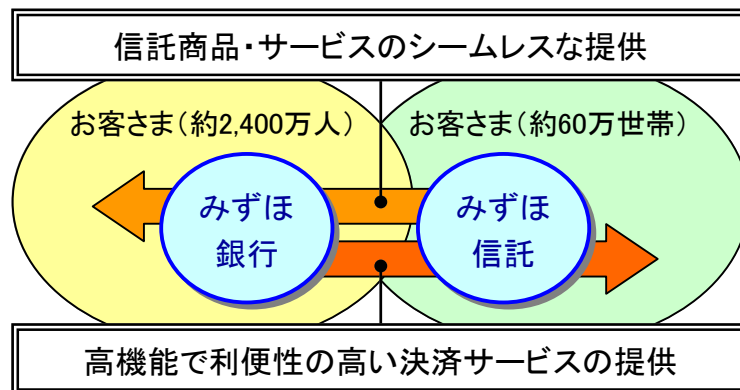 信託商品・サービスのシームレスな提供
お客さま(約2,400万人)
お客さま(約60万世帯)
みずほ
銀行
みずほ
信託
高機能で利便性の高い決済サービスの提供